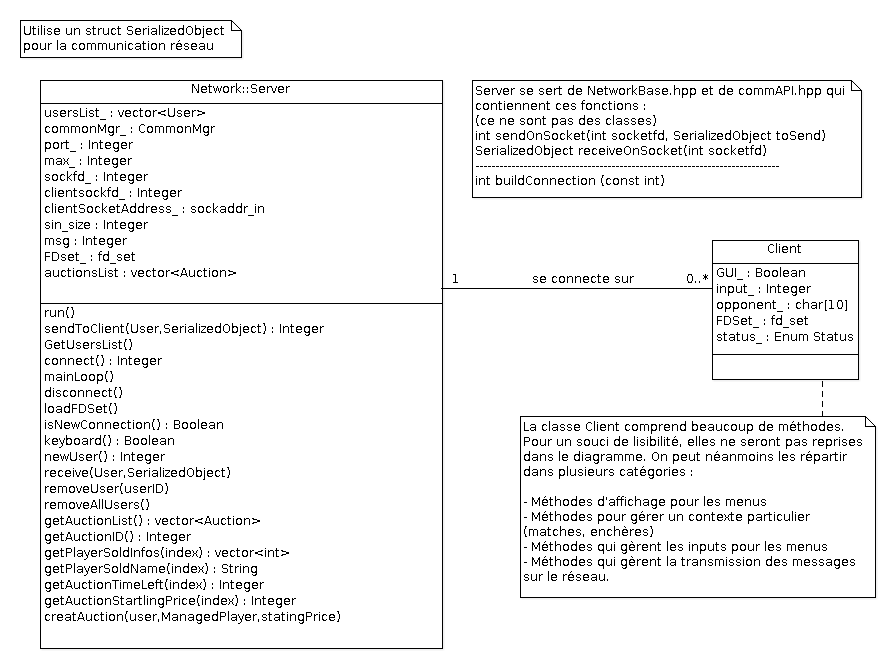 Utilise un struct SerializedObject
pour la communication réseau
Network::Server
usersList_ : vector<User>
commonMgr_ : CommonMgr
port_ : Integer
max_ : Integer
sockfd_ : Integer
clientsockfd_ : Integer
clientSocketAddress_ : sockaddr_in
sin_size : Integer
msg : Integer
FDset_ : fd_set
auctionsList : vector<Auction>
run()
sendToClient(User,SerializedObject) : Integer
GetUsersList()
connect() : Integer
mainLoop()
disconnect()
loadFDSet()
isNewConnection() : Boolean
keyboard() : Boolean
newUser() : Integer
receive(User,SerializedObject)
removeUser(userID)
removeAllUsers()
getAuctionList() : vector<Auction>
getAuctionID() : Integer
getPlayerSoldInfos(index) : vector<int>
getPlayerSoldName(index) : String
getAuctionTimeLeft(index) : Integer
getAuctionStartlingPrice(index) : Integer
creatAuction(user,ManagedPlayer,statingPrice)
Server se sert de NetworkBase.hpp et de commAPI.hpp qui
contiennent ces fonctions :
(ce ne sont pas des classes)
int sendOnSocket(int socketfd, SerializedObject toSend)
SerializedObject receiveOnSocket(int socketfd)
----------------------------------------------------------------------------
int buildConnection (const int)
1 se connecte sur 0..*
Client
GUI_ : Boolean
input_ : Integer
opponent_ : char[10]
FDSet_ : fd_set
status_ : Enum Status
La classe Client comprend beaucoup de méthodes.
Pour un souci de lisibilité, elles ne seront pas reprises
dans le diagramme. On peut néanmoins les répartir
dans plusieurs catégories :
- Méthodes d'affichage pour les menus
- Méthodes pour gérer un contexte particulier
(matches, enchères)
- Méthodes qui gèrent les inputs pour les menus
- Méthodes qui gèrent la transmission des messages
sur le réseau.